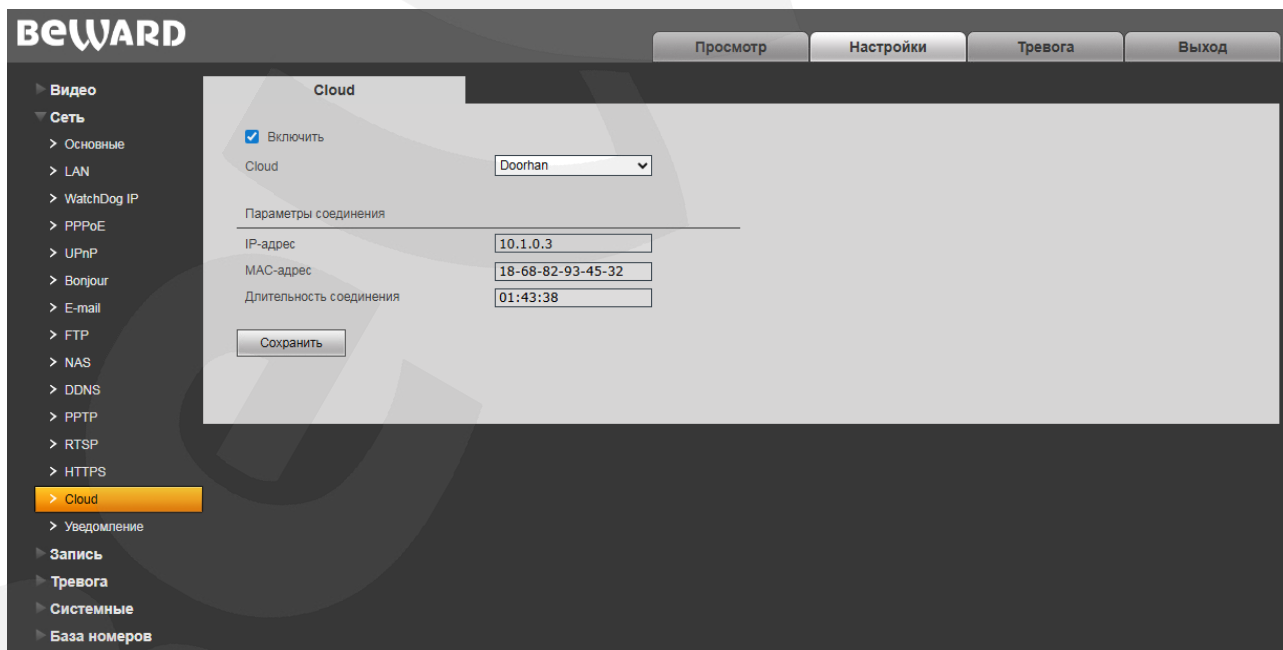 BEWARD
Просмотр
Настройки
Тревога
Выход
Видео
Сеть
> Основные
> LAN
> WatchDog IP
> PPPoE
> UPnP
> Bonjour
> E-mail
> FTP
> NAS
> DDNS
> PPTP
> RTSP
> HTTPS
> Cloud
> Уведомление
Запись
Тревога
Системные
База номеров
Cloud
Включить
Cloud Doorhan
Параметры соединения
IP-адрес 10.1.0.3
MAC-адрес 18-68-82-93-45-32
Длительность соединения 01:43:38
Сохранить